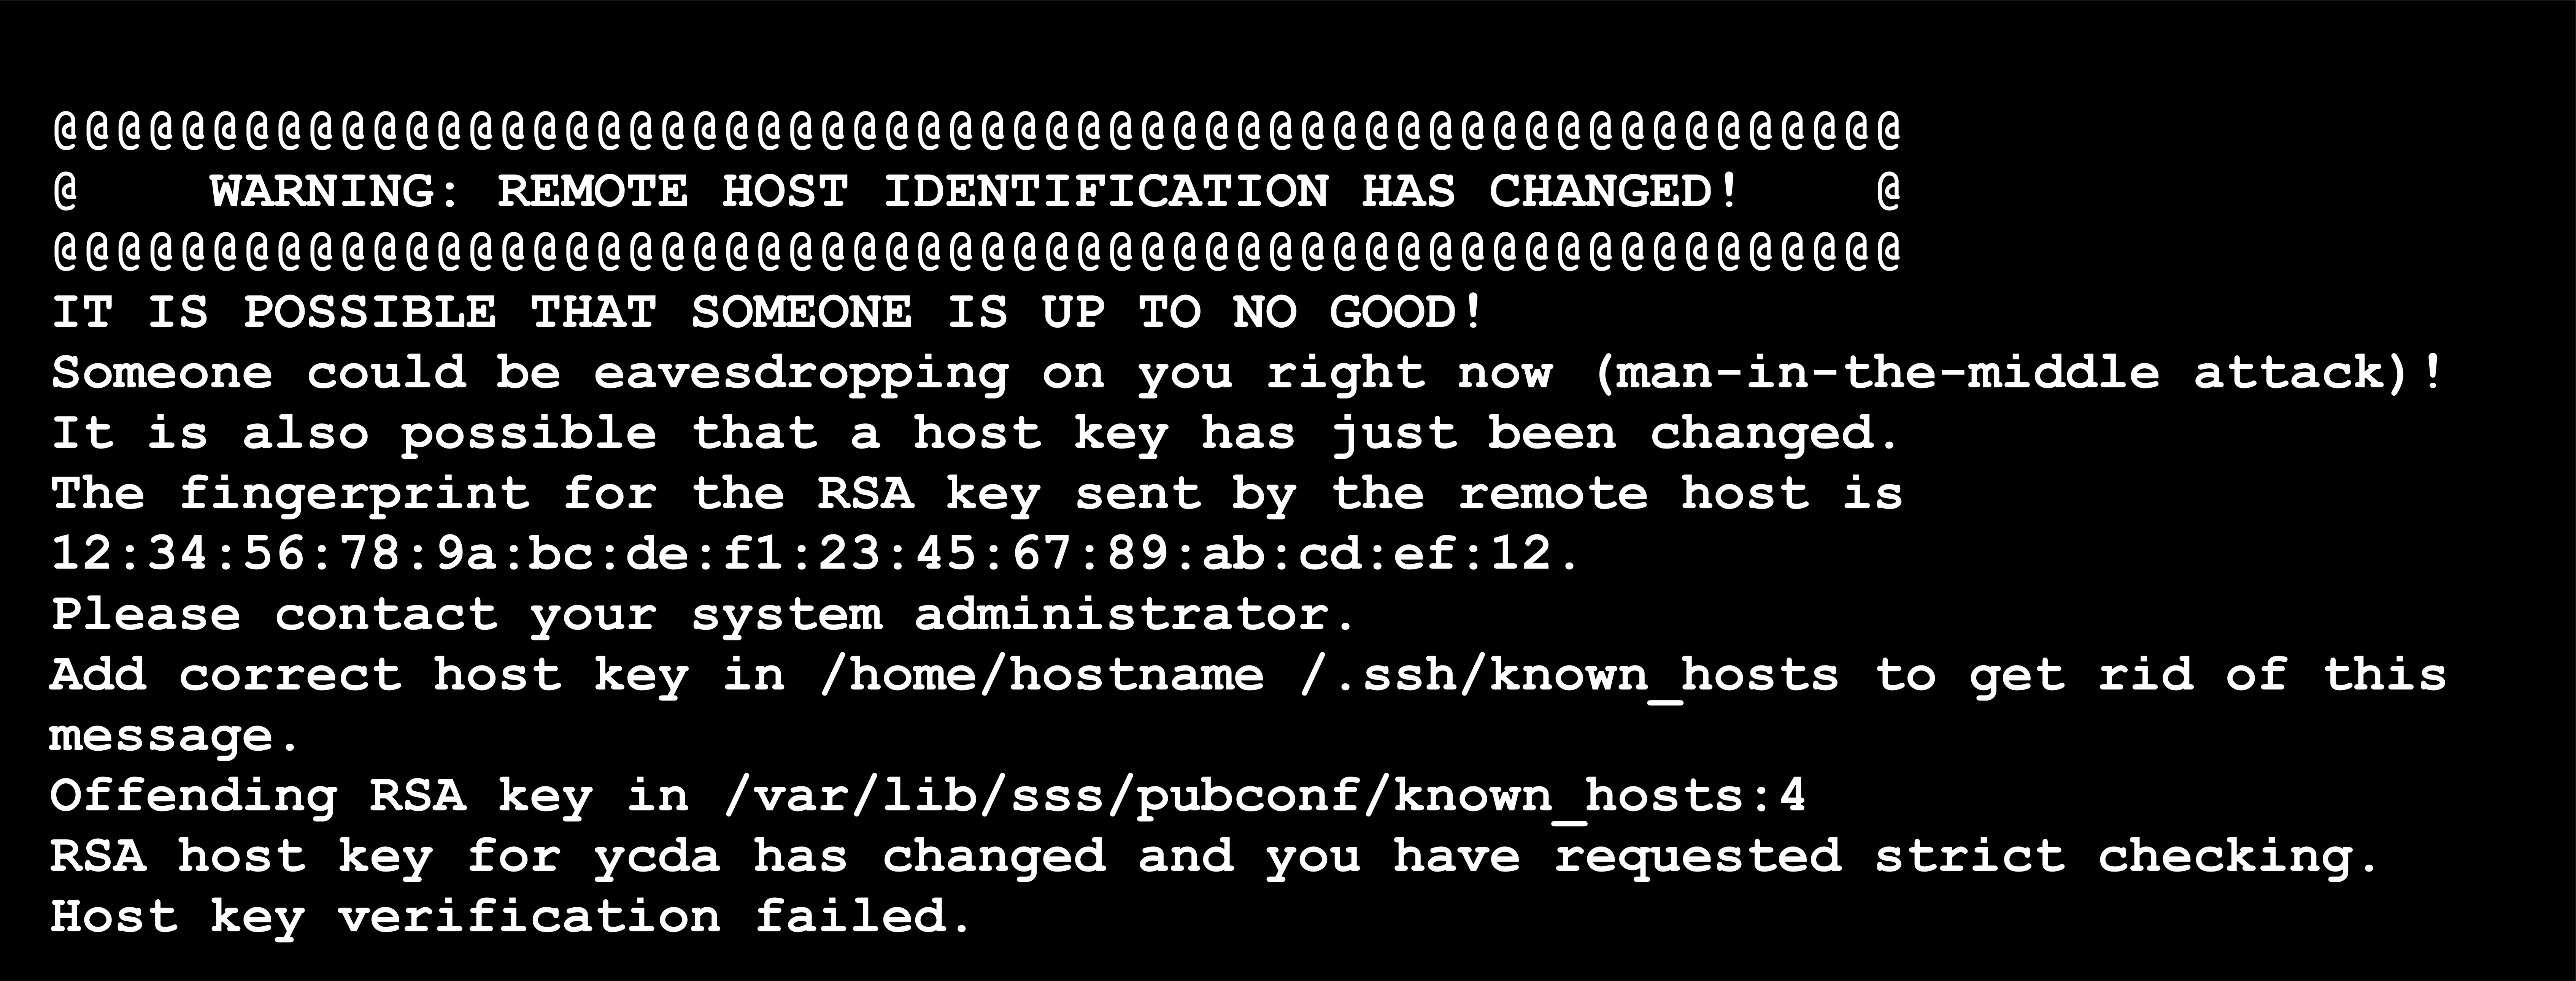 @@@@@@@@@@@@@@@@@@@@@@@@@@@@@@@@@@@@@@@@@@@@@@@@@@@@@@@@@@
@    WARNING: REMOTE HOST IDENTIFICATION HAS CHANGED!    @
@@@@@@@@@@@@@@@@@@@@@@@@@@@@@@@@@@@@@@@@@@@@@@@@@@@@@@@@@@
IT IS POSSIBLE THAT SOMEONE IS UP TO NO GOOD!
Someone could be eavesdropping on you right now (man-in-the-middle attack)!
It is also possible that a host key has just been changed.
The fingerprint for the RSA key sent by the remote host is
12:34:56:78:9a:bc:de:f1:23:45:67:89:ab:cd:ef:12.
Please contact your system administrator.
Add correct host key in /home/hostname /.ssh/known_hosts to get rid of this
message.
Offending RSA key in /var/lib/sss/pubconf/known_hosts:4
RSA host key for ycda has changed and you have requested strict checking.
Host key verification failed.